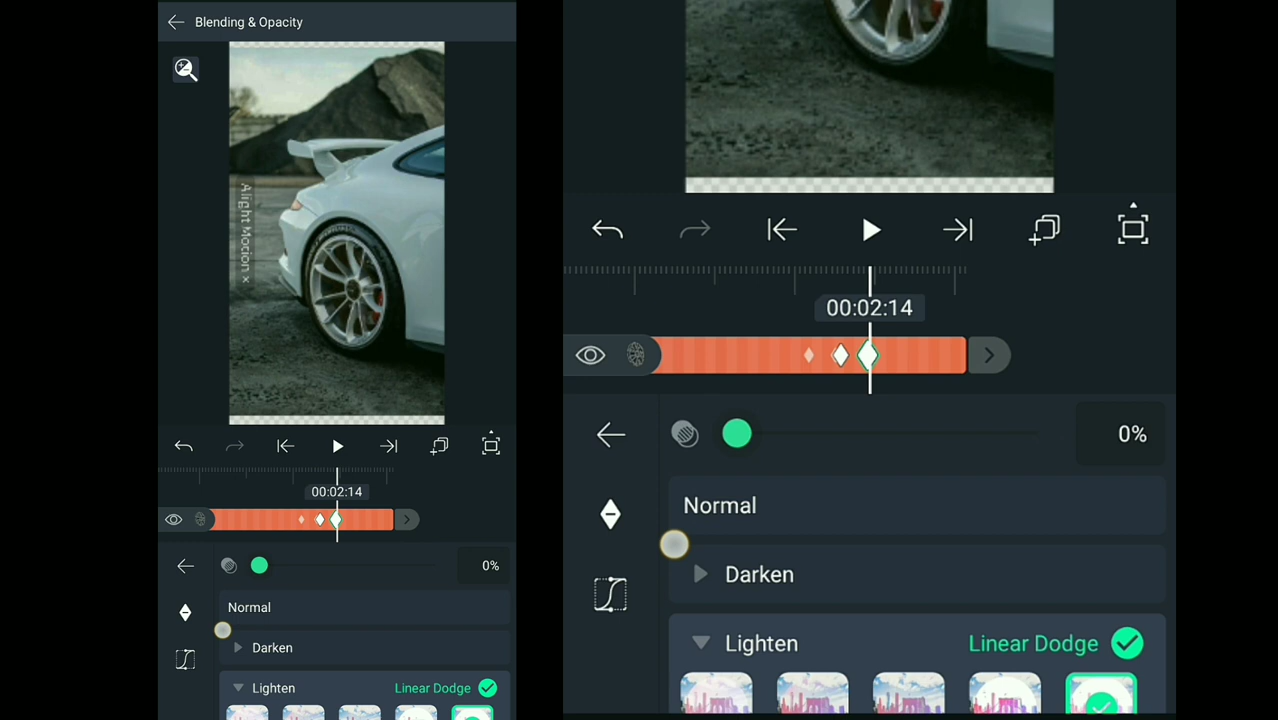 Blending & Opacity
Alight Motion ×
00:02:14
0%
Normal
Darken
Lighten Linear Dodge
00:02:14
0%
Normal
Darken
Lighten Linear Dodge